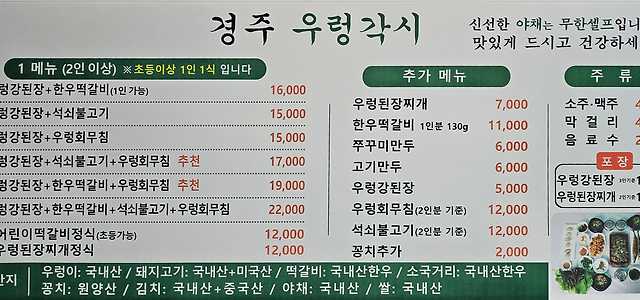 경주 우렁각시
신선한 야채는 무한셀프입니
맛있게 드시고 건강하세
1 메뉴 (2인 이상) ※초등이상 1인 1식 입니다
렁강된장+한우떡갈비(1인 가능) 16,000
렁강된장+석쇠불고기 15,000
렁강된장+우렁회무침 15,000
렁강된장+석쇠불고기+우렁회무침 추천 17,000
렁강된장+한우떡갈비+우렁회무침 추천 19,000
렁강된장+한우떡갈비+석쇠불고기+우렁회무침 22,000
어린이떡갈비정식(초등가능) 12,000
우렁된장찌개정식 12,000
추가 메뉴
우렁된장찌개 7,000
한우떡갈비 1인분 130g 11,000
쭈꾸미만두 6,000
고기만두 6,000
우렁강된장 5,000
우렁회무침(2인분 기준) 12,000
석쇠불고기(2인분 기준) 12,000
꽁치추가 2,000
주 류
소주·맥주
막 걸 리
음 료 수
포 장
우렁강된장
우렁된장찌개
산지
우렁이: 국내산 / 돼지고기: 국내산+미국산 / 떡갈비: 국내산한우 / 소국거리: 국내산한우
꽁치: 원양산 / 김치: 국내산+중국산 / 야채: 국내산 / 쌀: 국내산